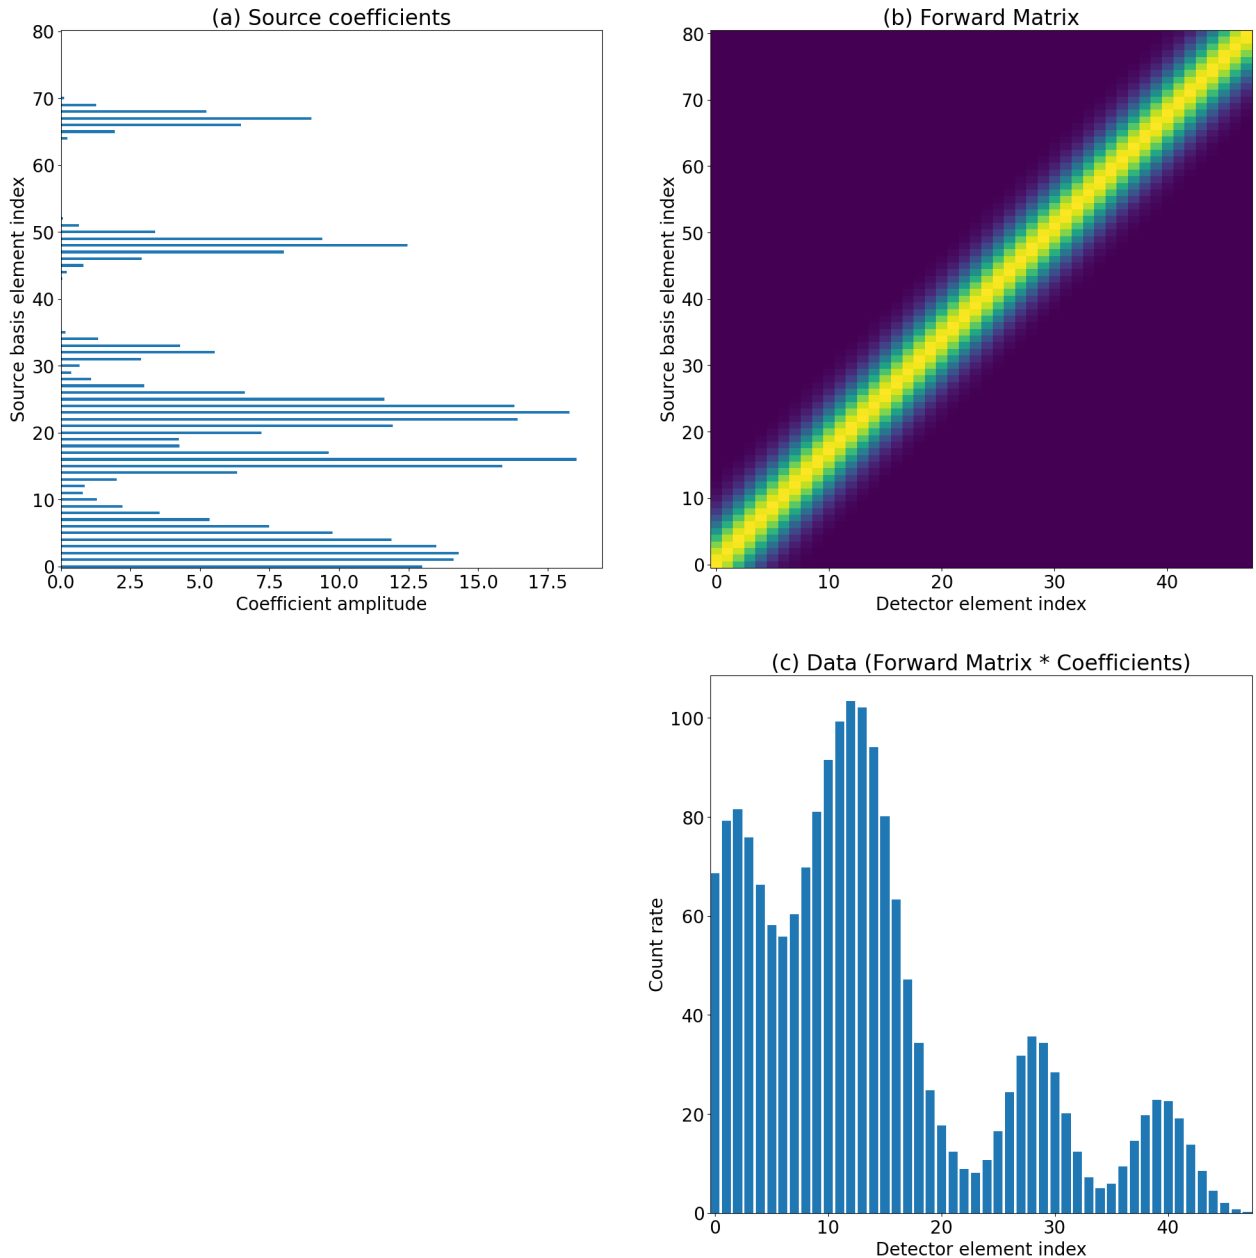 (a) Source coefficients
80
70
60
50
40
30
20
10
0
Source basis element index
0.0 2.5 5.0 7.5 10.0 12.5 15.0 17.5
Coefficient amplitude
(b) Forward Matrix
80
70
60
50
40
30
20
10
0
Source basis element index
0 10 20 30 40
Detector element index
(c) Data (Forward Matrix * Coefficients)
100
80
60
40
20
0
Count rate
0 10 20 30 40
Detector element index